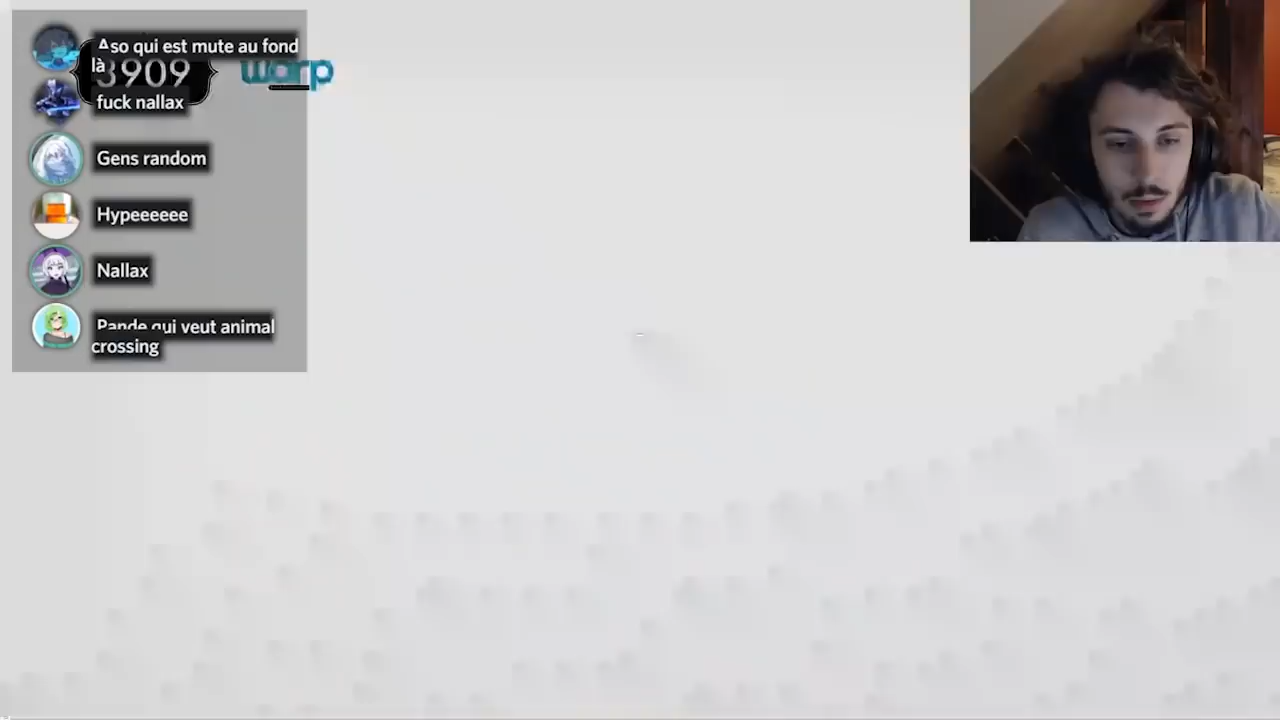 Aso qui est mute au fond
là
3909
warp
fuck nallax
Gens random
Hypeeeeee
Nallax
Pande qui veut animal
crossing